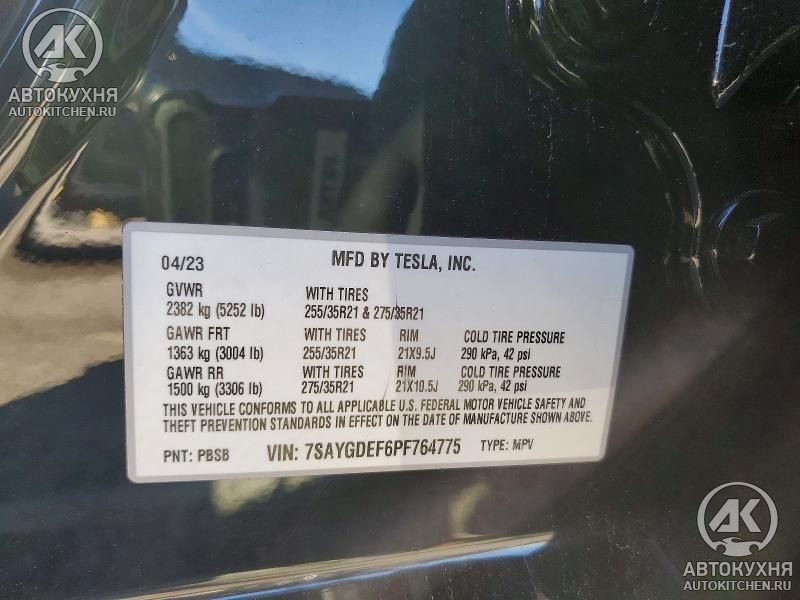 AK
АВТОКУХНЯ
AUTOKITCHEN.RU
04/23 MFD BY TESLA, INC.
GVWR WITH TIRES
2382 kg (5252 lb) 255/35R21 & 275/35R21
GAWR FRT WITH TIRES RIM COLD TIRE PRESSURE
1363 kg (3004 lb) 255/35R21 21X9.5J 290 kPa, 42 psi
GAWR RR WITH TIRES RIM COLD TIRE PRESSURE
1500 kg (3306 lb) 275/35R21 21X10.5J 290 kPa, 42 psi
THIS VEHICLE CONFORMS TO ALL APPLICABLE U.S. FEDERAL MOTOR VEHICLE SAFETY AND
THEFT PREVENTION STANDARDS IN EFFECT ON THE DATE OF MANUFACTURE SHOWN ABOVE.
PNT: PBSB VIN: 7SAYGDEF6PF764775 TYPE: MPV
AK
АВТОКУХНЯ
AUTOKITCHEN.RU